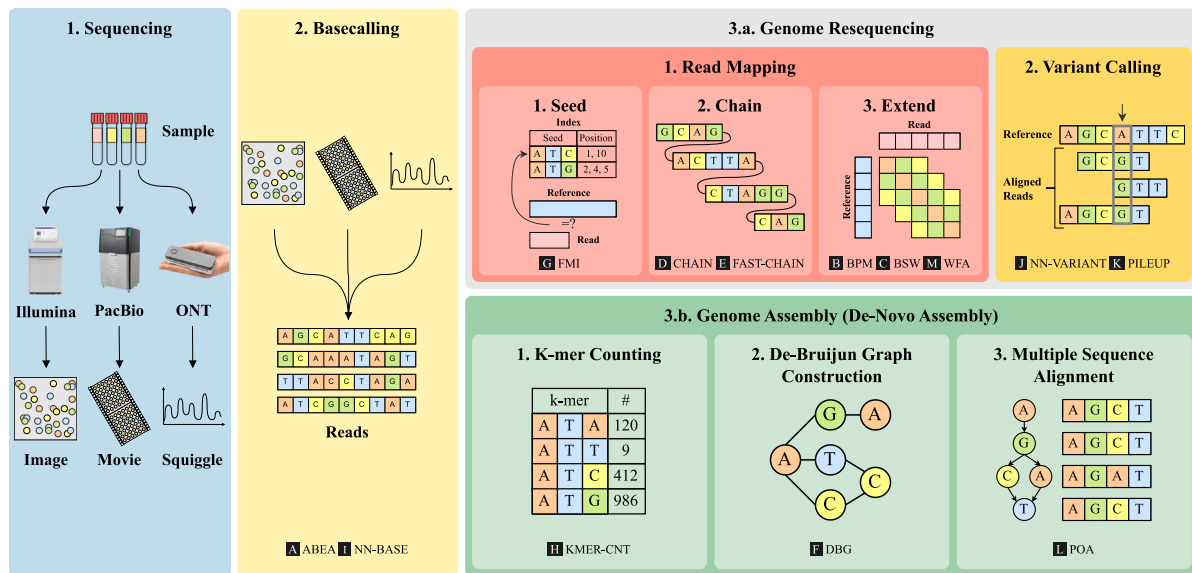 1. Sequencing
Sample
Illumina PacBio ONT
Image Movie Squiggle
2. Basecalling
A G C A T T C A G
G C A A A T A G T
T T A C C T A G A
A T C G G C T A T
Reads
A ABEA I NN-BASE
3.a. Genome Resequencing
1. Read Mapping
1. Seed
Index
Seed Position
A T C 1, 10
A T G 2, 4, 5
Reference
=?
Read
G FMI
2. Chain
G C A G
A C T T A
C T A G G
C A G
D CHAIN E FAST-CHAIN
3. Extend
Read
Reference
B BPM C BSW M WFA
2. Variant Calling
Reference A G C A T T C
G C G T
Aligned
Reads
G T T
A G C G T
J NN-VARIANT K PILEUP
3.b. Genome Assembly (De-Novo Assembly)
1. K-mer Counting
k-mer #
A T A 120
A T T 9
A T C 412
A T G 986
H KMER-CNT
2. De-Bruijun Graph
Construction
G A
A T
C
C
F DBG
3. Multiple Sequence
Alignment
A
G
C A
T
A G C T
A G C T
A G A T
A G C T
L POA